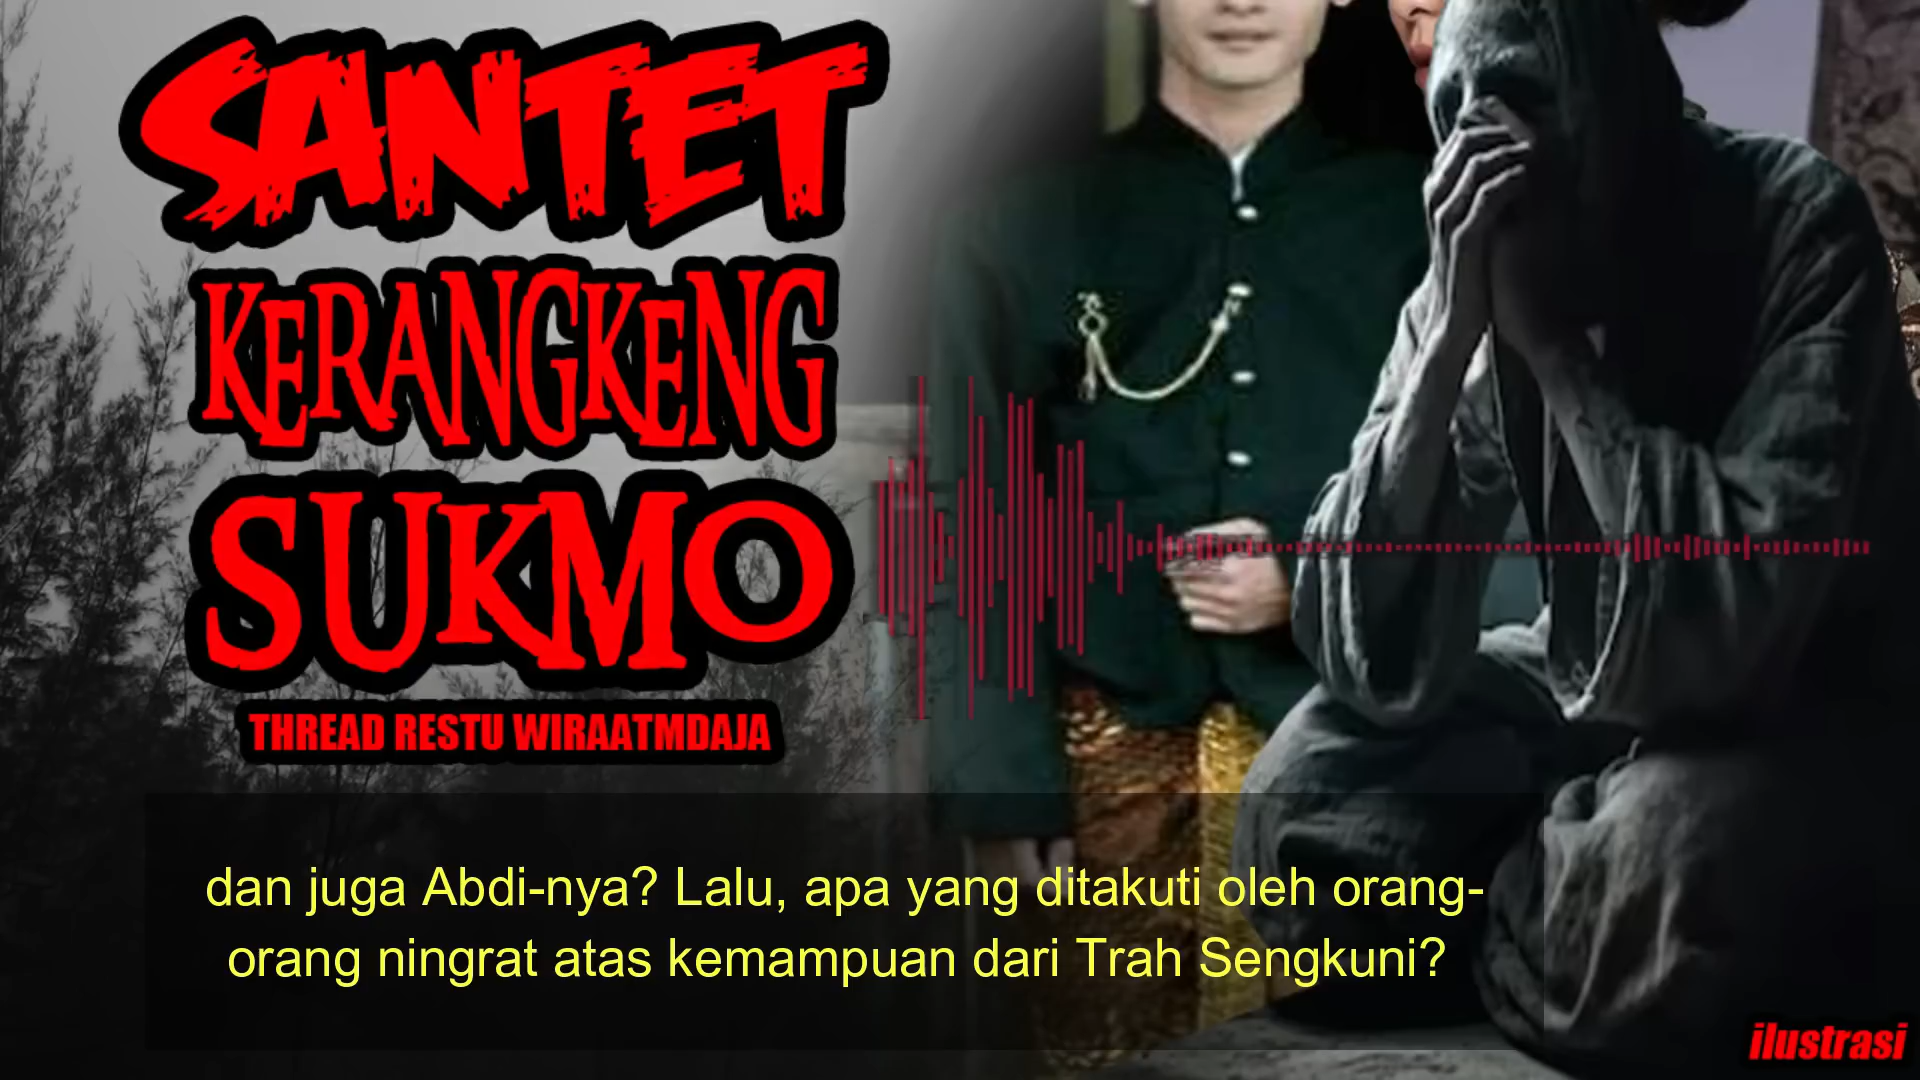 SANTET
KERANGKENG
SUKMO
THREAD RESTU WIRAATMDAJA
dan juga Abdi-nya? Lalu, apa yang ditakuti oleh orang-
orang ningrat atas kemampuan dari Trah Sengkuni?
ilustrasi